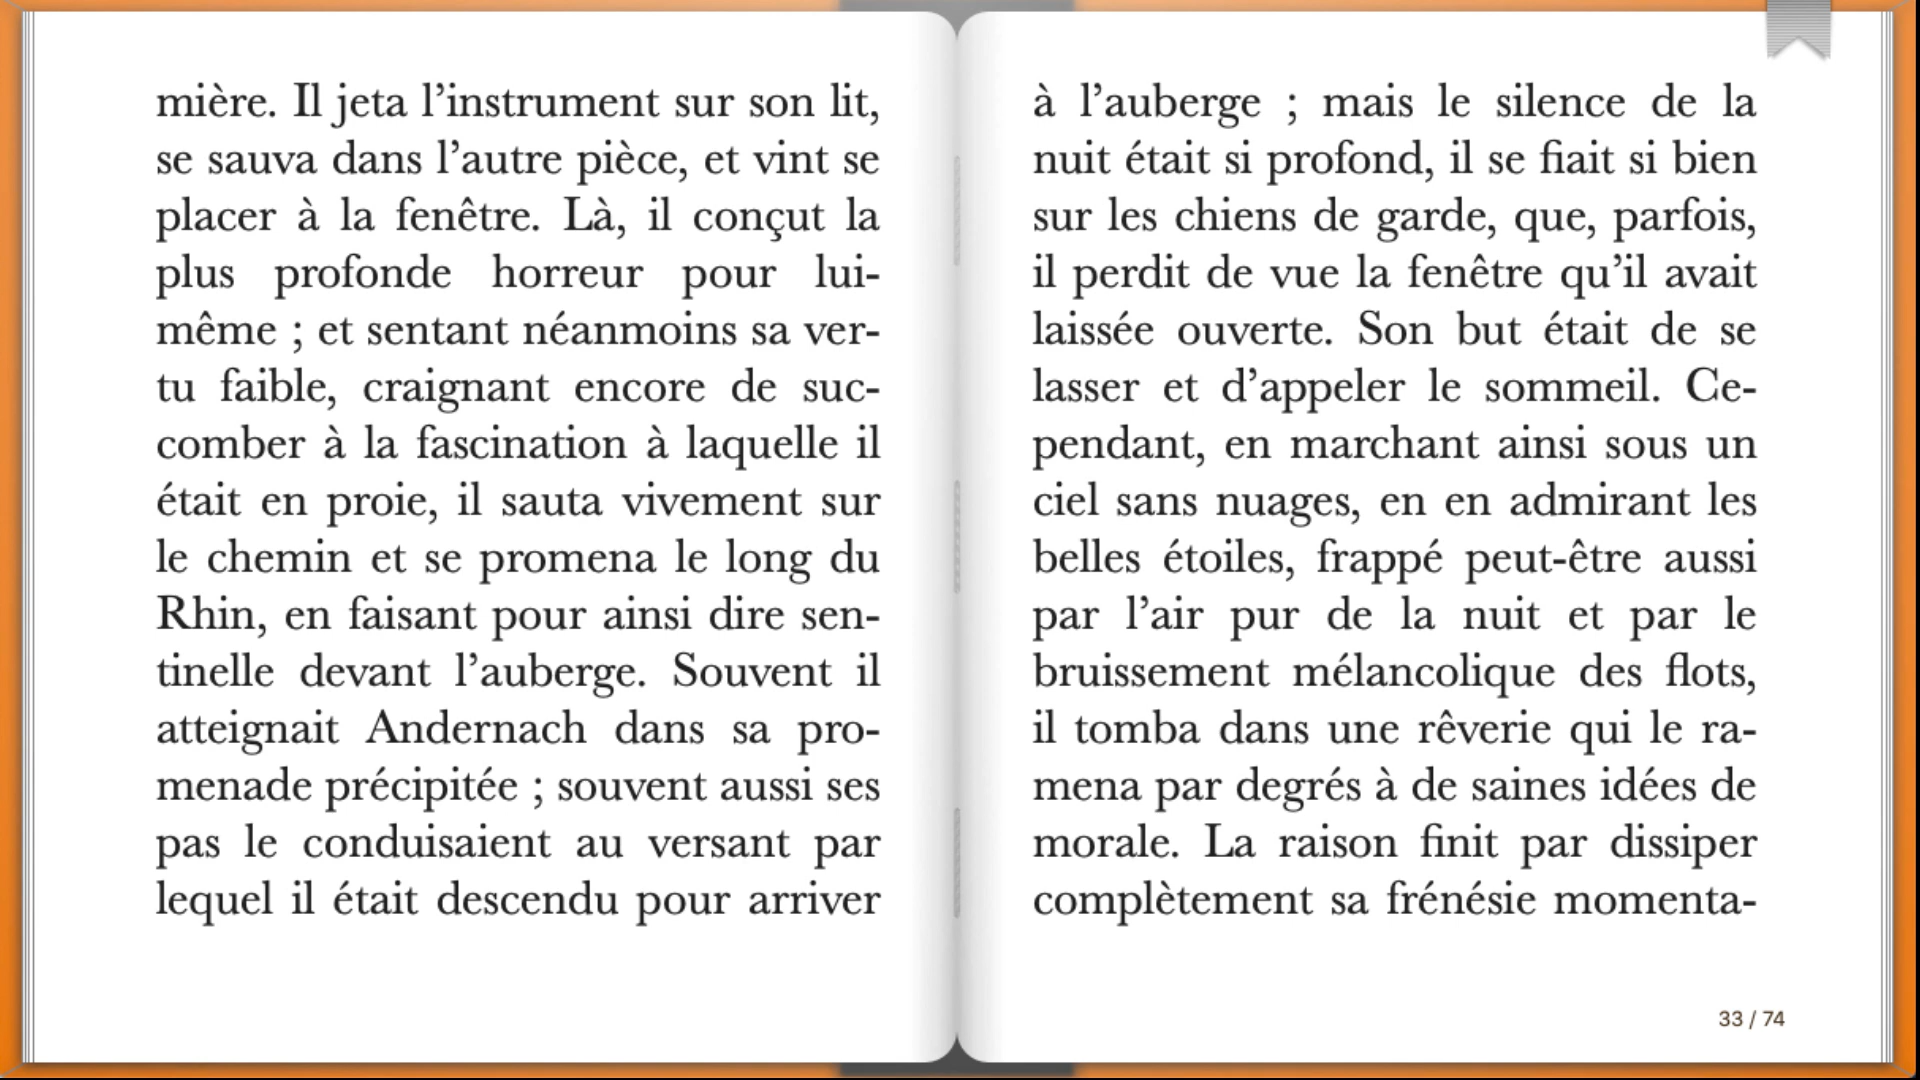 mière. Il jeta l’instrument sur son lit,
se sauva dans l’autre pièce, et vint se
placer à la fenêtre. Là, il conçut la
plus profonde horreur pour lui-
même ; et sentant néanmoins sa ver-
tu faible, craignant encore de suc-
comber à la fascination à laquelle il
était en proie, il sauta vivement sur
le chemin et se promena le long du
Rhin, en faisant pour ainsi dire sen-
tinelle devant l’auberge. Souvent il
atteignait Andernach dans sa pro-
menade précipitée ; souvent aussi ses
pas le conduisaient au versant par
lequel il était descendu pour arriver
à l’auberge ; mais le silence de la
nuit était si profond, il se fiait si bien
sur les chiens de garde, que, parfois,
il perdit de vue la fenêtre qu’il avait
laissée ouverte. Son but était de se
lasser et d’appeler le sommeil. Ce-
pendant, en marchant ainsi sous un
ciel sans nuages, en en admirant les
belles étoiles, frappé peut-être aussi
par l’air pur de la nuit et par le
bruissement mélancolique des flots,
il tomba dans une rêverie qui le ra-
mena par degrés à de saines idées de
morale. La raison finit par dissiper
complètement sa frénésie momenta-
33 / 74